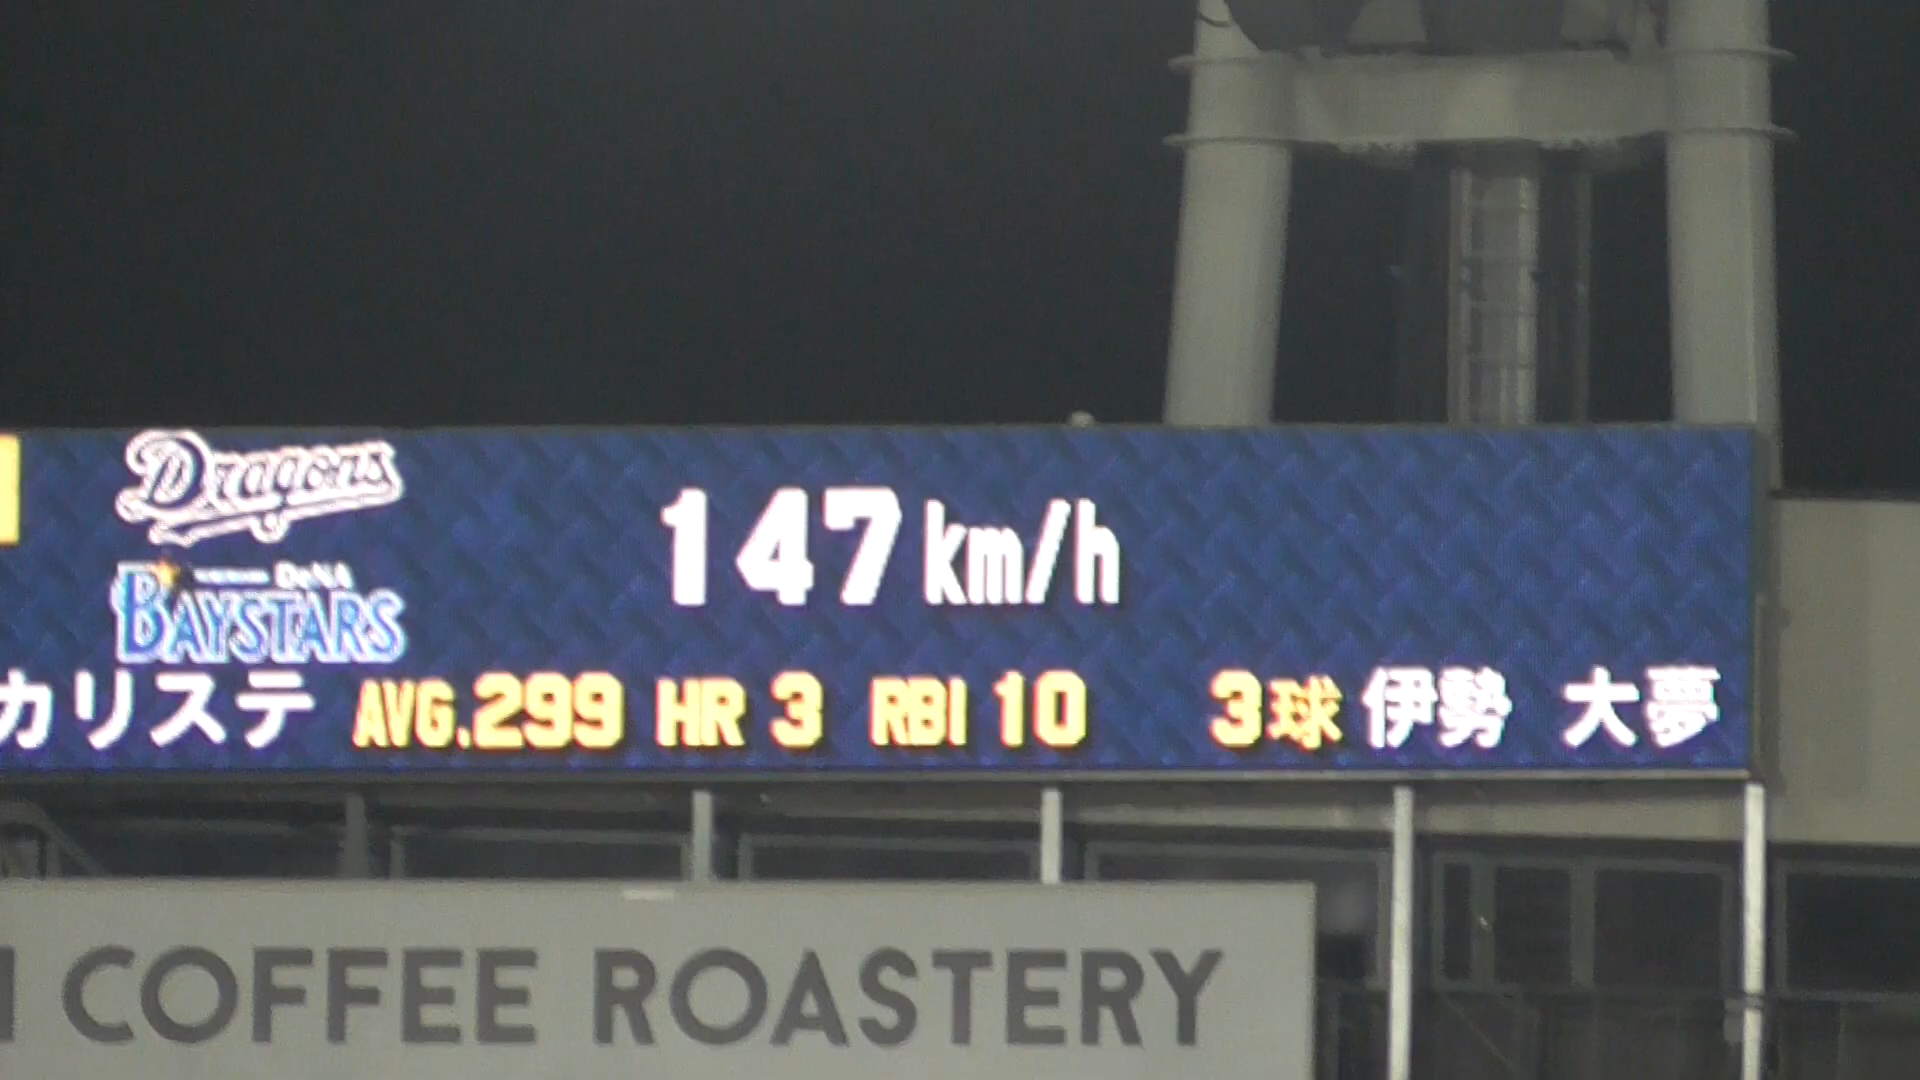 Dragons
147 km/h
DeNA
BAYSTARS
カリステ AVG.299 HR 3 RBI 10 3球 伊勢 大夢
COFFEE ROASTERY